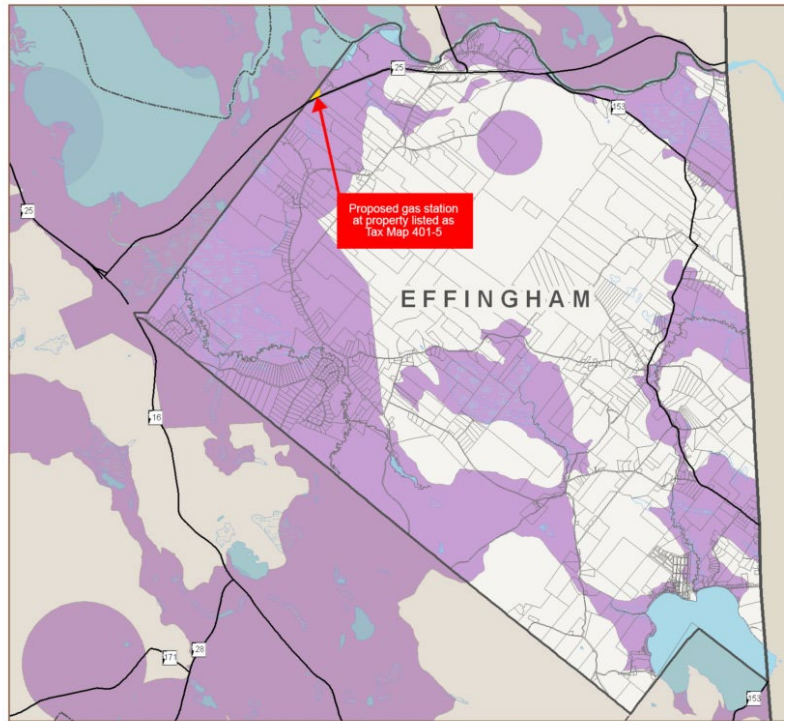 25
153
25
Proposed gas station
at property listed as
Tax Map 401-5
EFFINGHAM
16
28
171
153